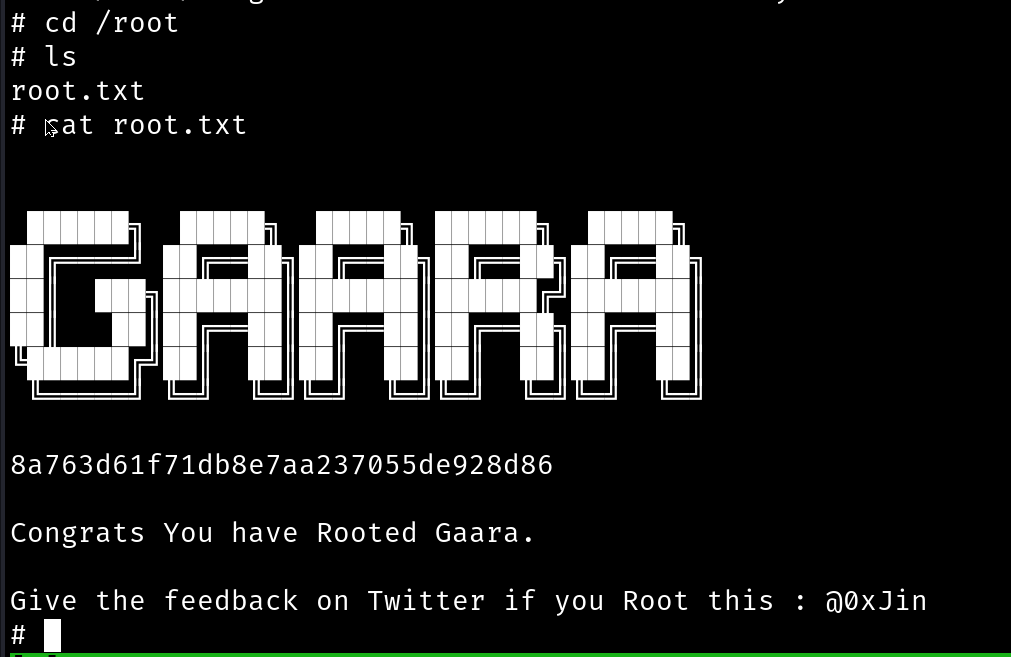 # cd /root
# ls
root.txt
# cat root.txt
GAARA
8a763d61f71db8e7aa237055de928d86
Congrats You have Rooted Gaara.
Give the feedback on Twitter if you Root this : @0xJin
#